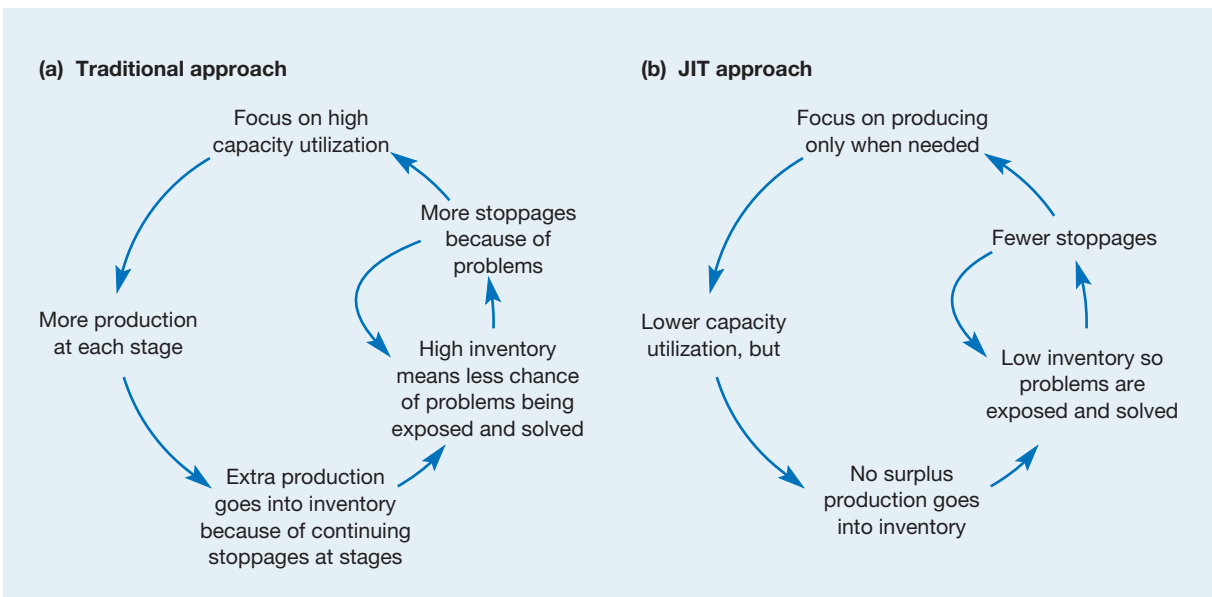 (a) Traditional approach
Focus on high
capacity utilization
More stoppages
because of
problems
More production
at each stage
High inventory
means less chance
of problems being
exposed and solved
Extra production
goes into inventory
because of continuing
stoppages at stages
(b) JIT approach
Focus on producing
only when needed
Fewer stoppages
Lower capacity
utilization, but
Low inventory so
problems are
exposed and solved
No surplus
production goes
into inventory